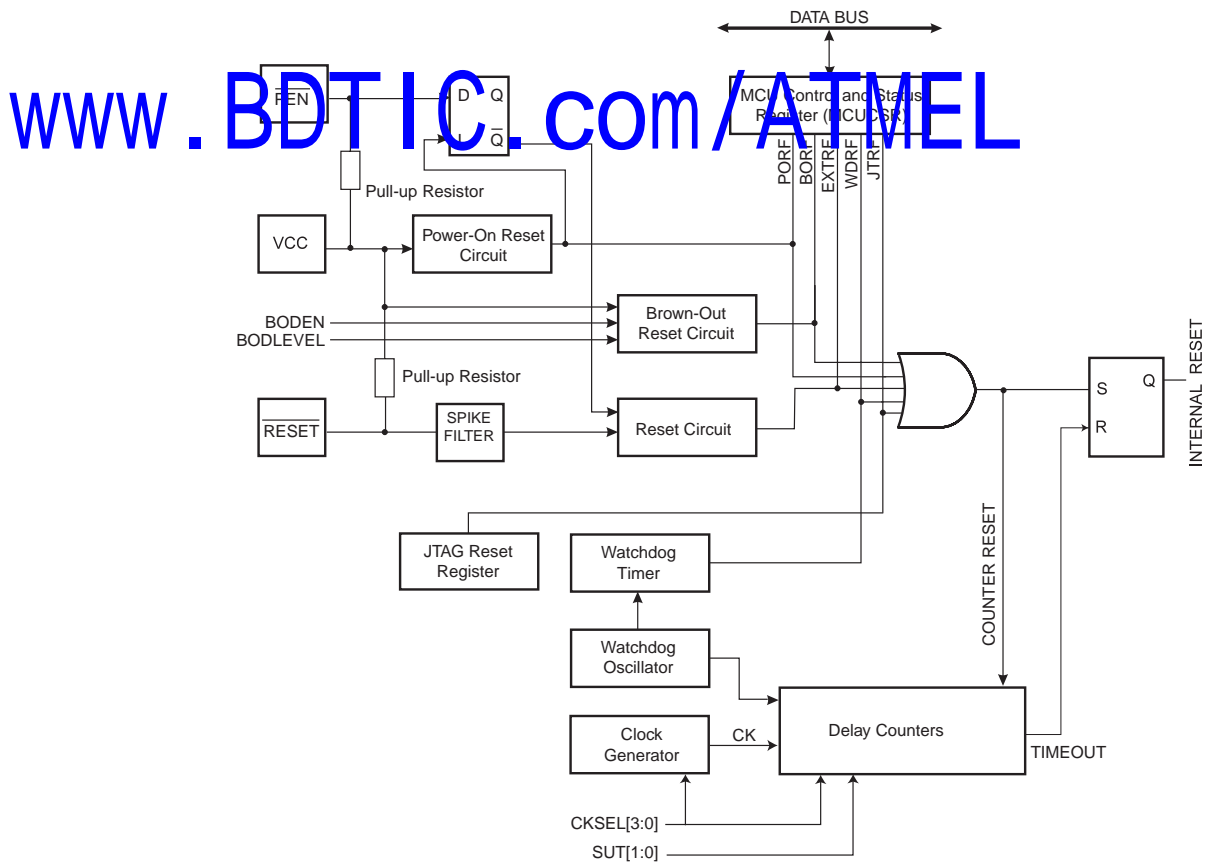 DATA BUS
www.BDTIC.com/ATMEL
PEN
D Q
L Q
MCU Control and Status
Register (MCUCSR)
PORF
BORF
EXTRF
WDRF
JTRF
Pull-up Resistor
VCC
Power-On Reset
Circuit
BODEN
BODLEVEL
Brown-Out
Reset Circuit
Pull-up Resistor
RESET
SPIKE
FILTER
Reset Circuit
S Q
R
INTERNAL RESET
JTAG Reset
Register
Watchdog
Timer
COUNTER RESET
Watchdog
Oscillator
Clock
Generator
CK
Delay Counters
TIMEOUT
CKSEL[3:0]
SUT[1:0]